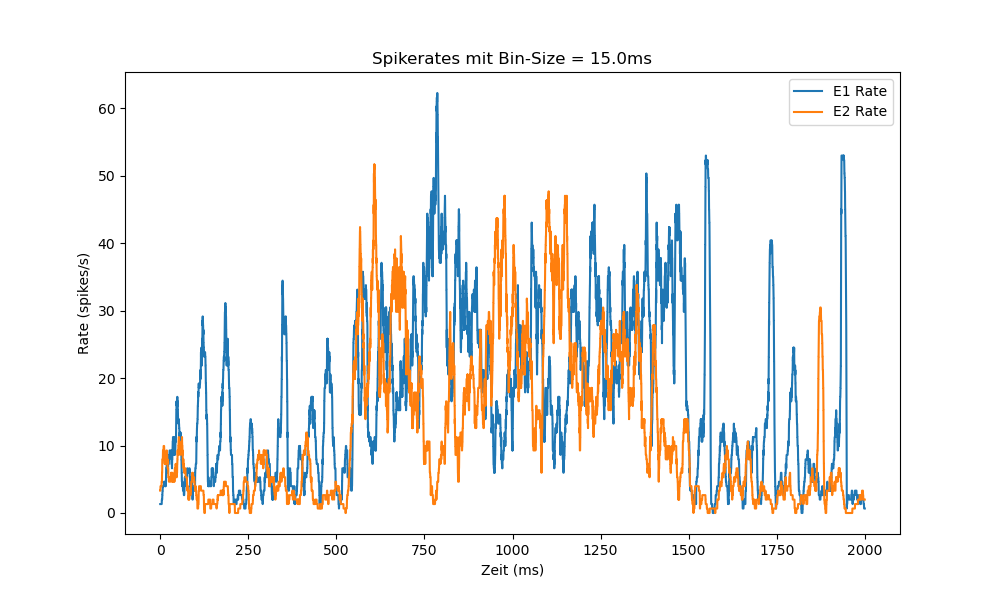 Spikerates mit Bin-Size = 15.0ms
E1 Rate
E2 Rate
Rate (spikes/s)
60
50
40
30
20
10
0
0 250 500 750 1000 1250 1500 1750 2000
Zeit (ms)